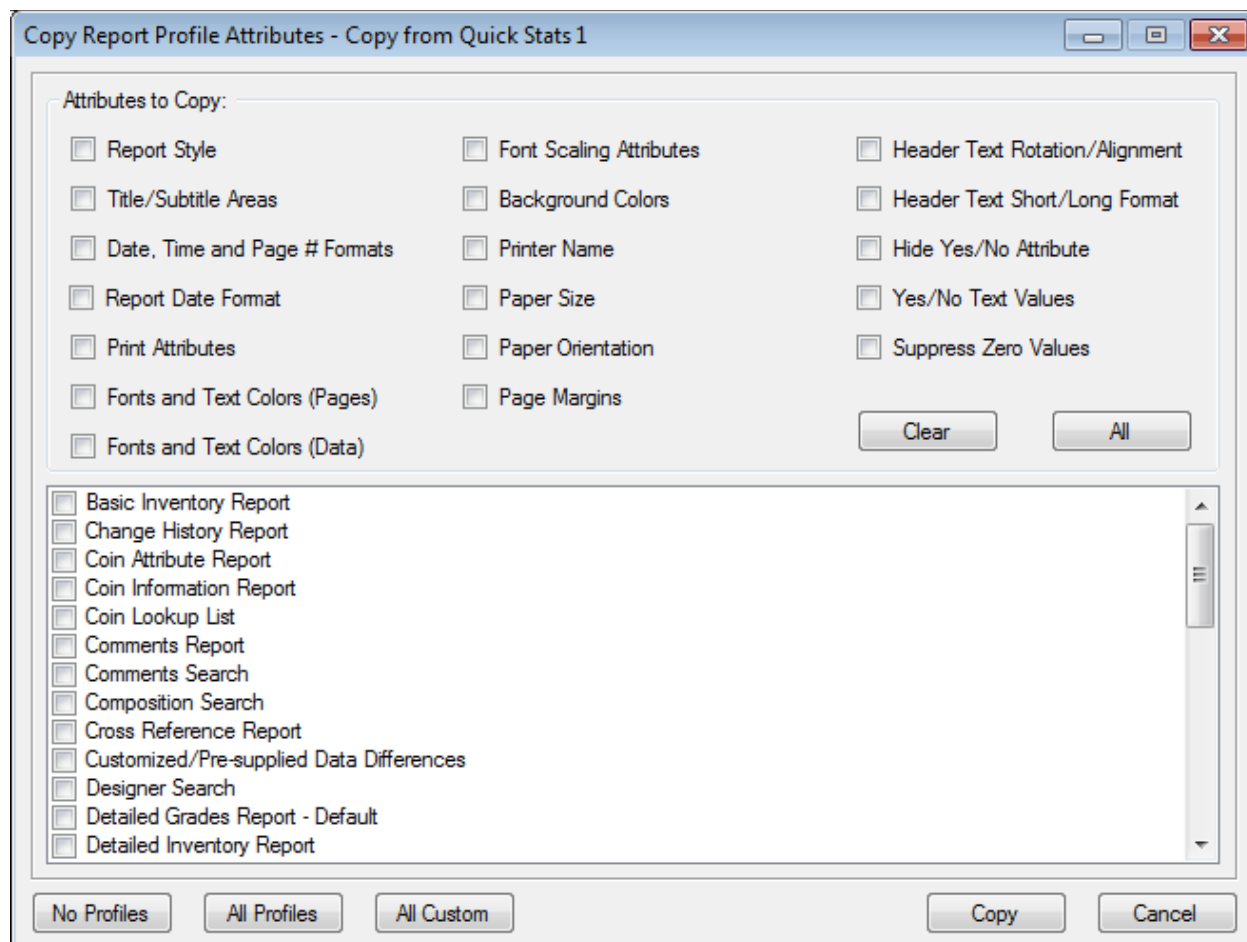 Copy Report Profile Attributes - Copy from Quick Stats 1
Attributes to Copy:
Report Style
Font Scaling Attributes
Header Text Rotation/Alignment
Title/Subtitle Areas
Background Colors
Header Text Short/Long Format
Date, Time and Page # Formats
Printer Name
Hide Yes/No Attribute
Report Date Format
Paper Size
Yes/No Text Values
Print Attributes
Paper Orientation
Suppress Zero Values
Fonts and Text Colors (Pages)
Page Margins
Fonts and Text Colors (Data)
Clear
All
Basic Inventory Report
Change History Report
Coin Attribute Report
Coin Information Report
Coin Lookup List
Comments Report
Comments Search
Composition Search
Cross Reference Report
Customized/Pre-supplied Data Differences
Designer Search
Detailed Grades Report - Default
Detailed Inventory Report
No Profiles
All Profiles
All Custom
Copy
Cancel